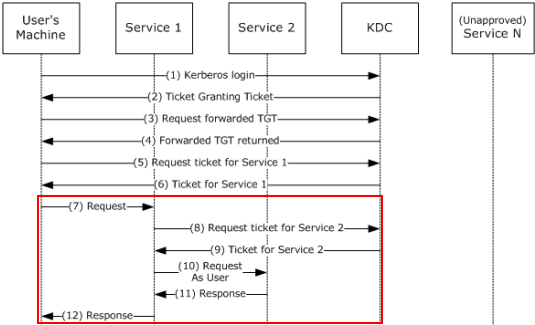 User's
Machine
Service 1
Service 2
KDC
(Unapproved)
Service N
(1) Kerberos login
(2) Ticket Granting Ticket
(3) Request forwarded TGT
(4) Forwarded TGT returned
(5) Request ticket for Service 1
(6) Ticket for Service 1
(7) Request
(8) Request ticket for Service 2
(9) Ticket for Service 2
(10) Request
As User
(11) Response
(12) Response